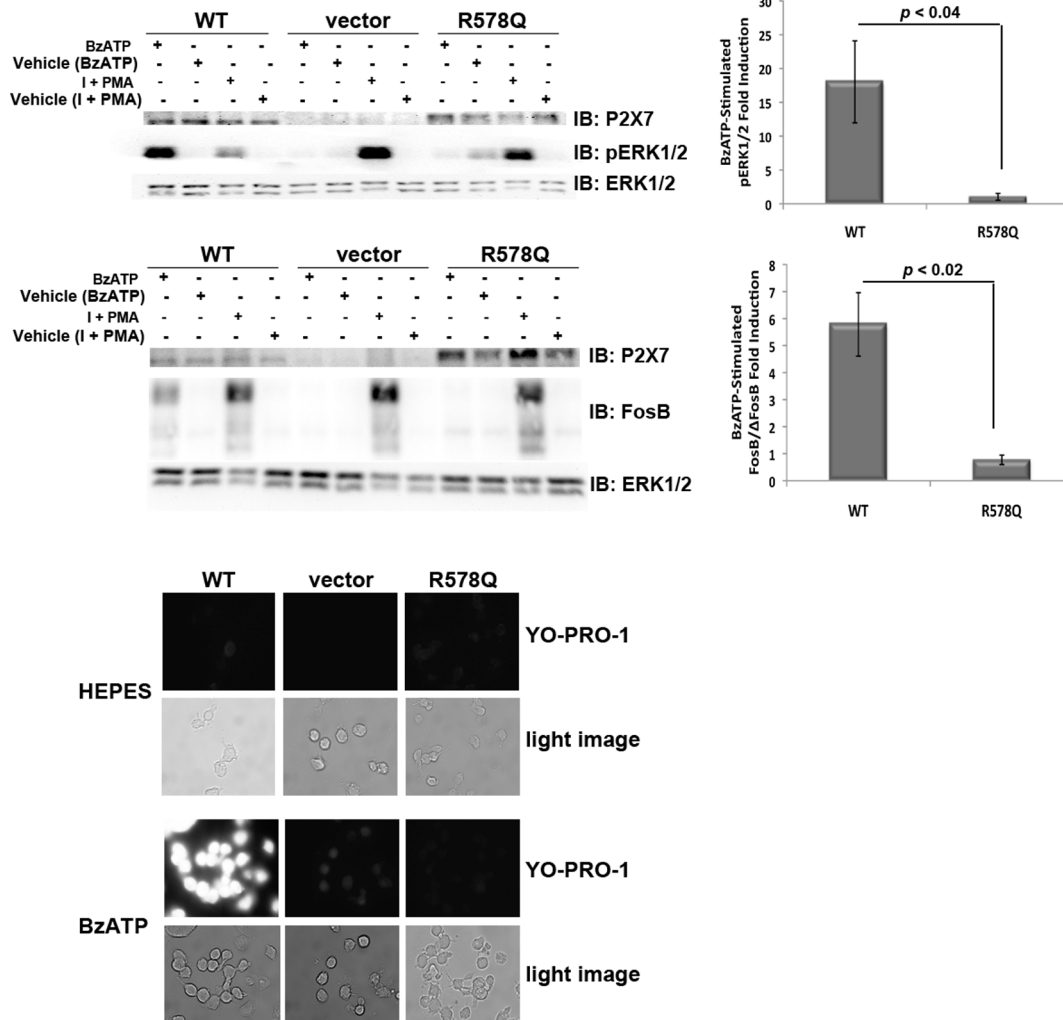 WT vector R578Q
BzATP + - - - + - - - + - - -
Vehicle (BzATP) - + - - - + - - - + - -
I + PMA - - + - - - + - - - + -
Vehicle (I + PMA) - - - + - - - + - - - +
IB: P2X7
IB: pERK1/2
IB: ERK1/2
BzATP-Stimulated
pERK1/2 Fold Induction
30
25
20
15
10
5
0
p < 0.04
WT R578Q
WT vector R578Q
BzATP + - - - + - - - + - - -
Vehicle (BzATP) - + - - - + - - - + - -
I + PMA - - + - - - + - - - + -
Vehicle (I + PMA) - - - + - - - + - - - +
IB: P2X7
IB: FosB
IB: ERK1/2
BzATP-Stimulated
FosB/ΔFosB Fold Induction
8
7
6
5
4
3
2
1
0
p < 0.02
WT R578Q
WT vector R578Q
HEPES
YO-PRO-1
light image
BzATP
YO-PRO-1
light image